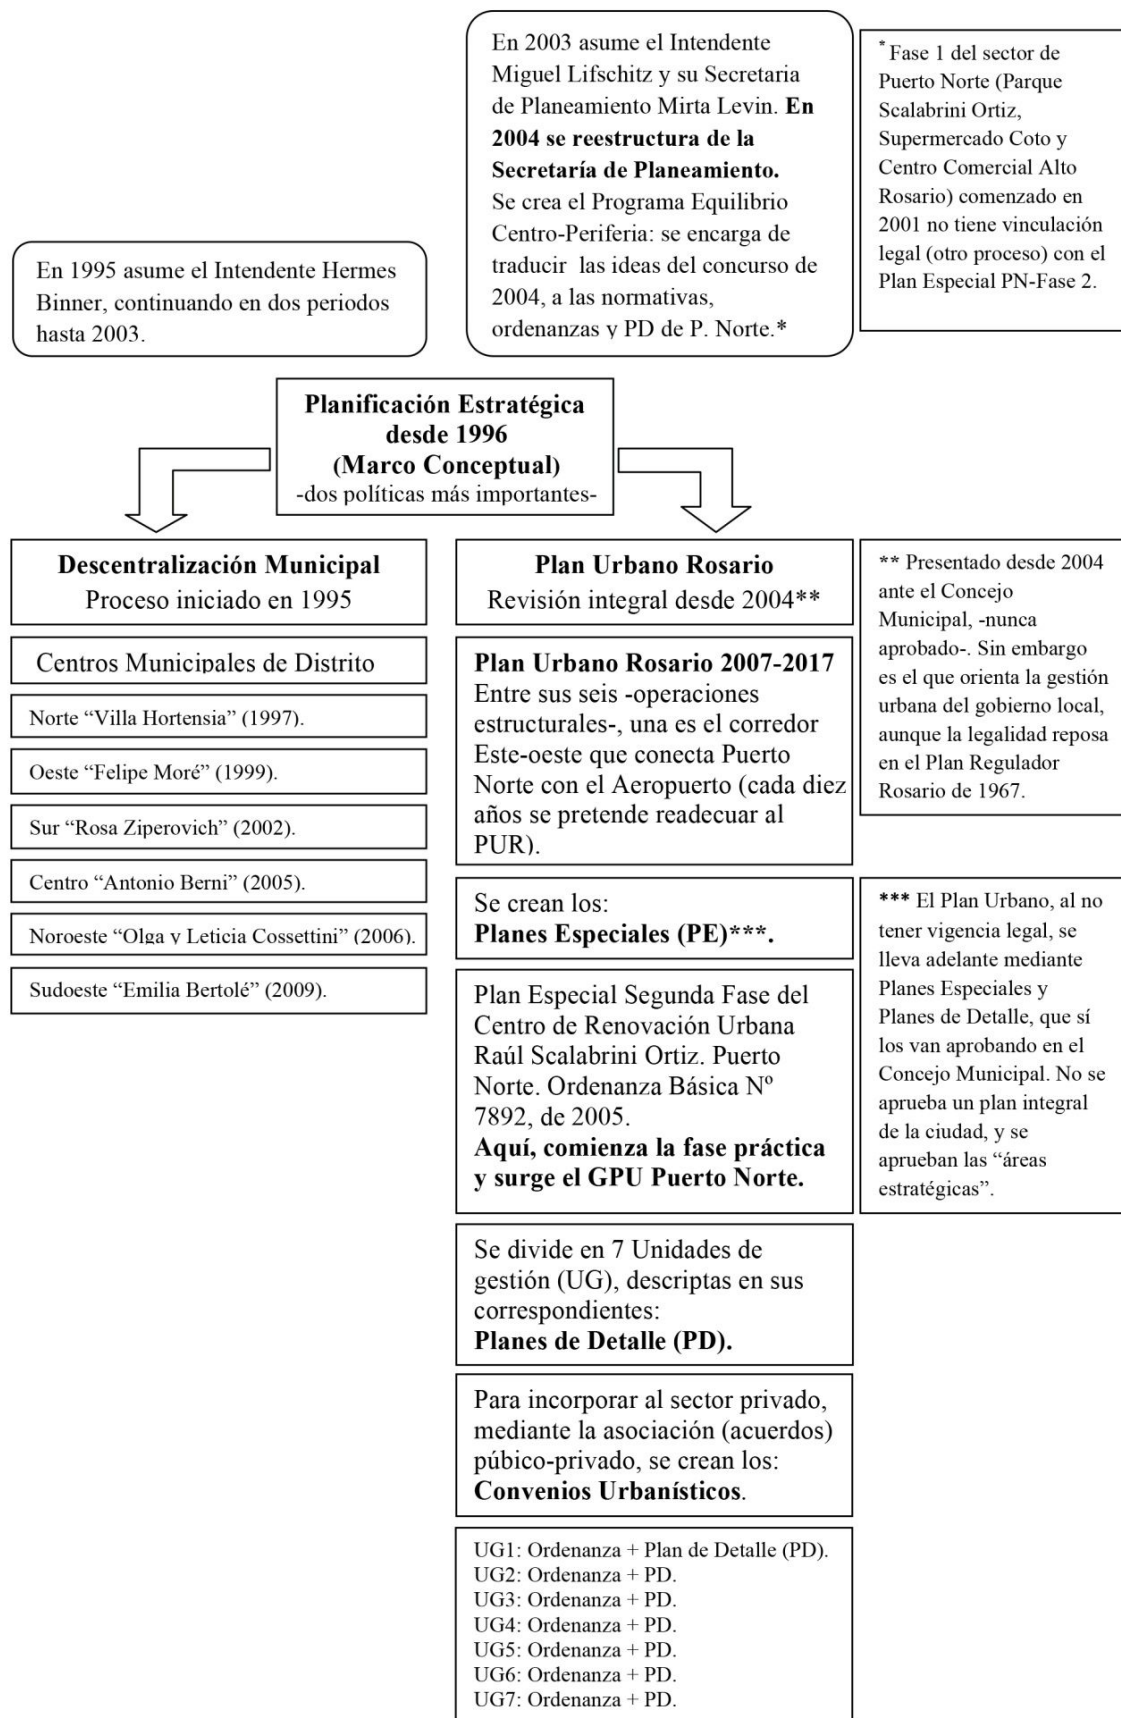 En 2003 asume el Intendente
Miguel Lifschitz y su Secretaria
de Planeamiento Mirta Levin. En
2004 se reestructura de la
Secretaría de Planeamiento.
Se crea el Programa Equilibrio
Centro-Periferia: se encarga de
traducir las ideas del concurso de
2004, a las normativas,
ordenanzas y PD de P. Norte.*
* Fase 1 del sector de
Puerto Norte (Parque
Scalabrini Ortiz,
Supermercado Coto y
Centro Comercial Alto
Rosario) comenzado en
2001 no tiene vinculación
legal (otro proceso) con el
Plan Especial PN-Fase 2.
En 1995 asume el Intendente Hermes
Binner, continuando en dos periodos
hasta 2003.
Planificación Estratégica
desde 1996
(Marco Conceptual)
-dos políticas más importantes-
Descentralización Municipal
Proceso iniciado en 1995
Centros Municipales de Distrito
Norte “Villa Hortensia” (1997).
Oeste “Felipe Moré” (1999).
Sur “Rosa Ziperovich” (2002).
Centro “Antonio Berni” (2005).
Noroeste “Olga y Leticia Cossettini” (2006).
Sudoeste “Emilia Bertolé” (2009).
Plan Urbano Rosario
Revisión integral desde 2004**
Plan Urbano Rosario 2007-2017
Entre sus seis -operaciones
estructurales-, una es el corredor
Este-oeste que conecta Puerto
Norte con el Aeropuerto (cada diez
años se pretende readecuar al
PUR).
Se crean los:
Planes Especiales (PE)***.
Plan Especial Segunda Fase del
Centro de Renovación Urbana
Raúl Scalabrini Ortiz. Puerto
Norte. Ordenanza Básica Nº
7892, de 2005.
Aquí, comienza la fase práctica
y surge el GPU Puerto Norte.
Se divide en 7 Unidades de
gestión (UG), descriptas en sus
correspondientes:
Planes de Detalle (PD).
Para incorporar al sector privado,
mediante la asociación (acuerdos)
púbico-privado, se crean los:
Convenios Urbanísticos.
UG1: Ordenanza + Plan de Detalle (PD).
UG2: Ordenanza + PD.
UG3: Ordenanza + PD.
UG4: Ordenanza + PD.
UG5: Ordenanza + PD.
UG6: Ordenanza + PD.
UG7: Ordenanza + PD.
** Presentado desde 2004
ante el Concejo
Municipal, -nunca
aprobado-. Sin embargo
es el que orienta la gestión
urbana del gobierno local,
aunque la legalidad reposa
en el Plan Regulador
Rosario de 1967.
*** El Plan Urbano, al no
tener vigencia legal, se
lleva adelante mediante
Planes Especiales y
Planes de Detalle, que sí
los van aprobando en el
Concejo Municipal. No se
aprueba un plan integral
de la ciudad, y se
aprueban las “áreas
estratégicas”.